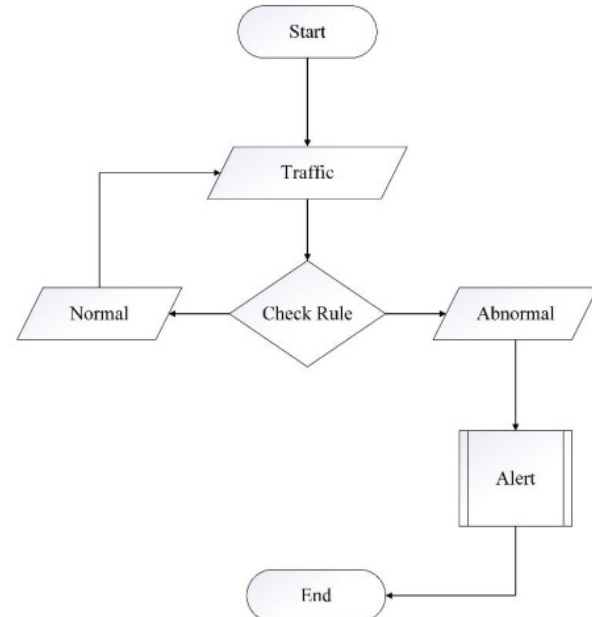 Start
Traffic
Normal
Check Rule
Abnormal
Alert
End